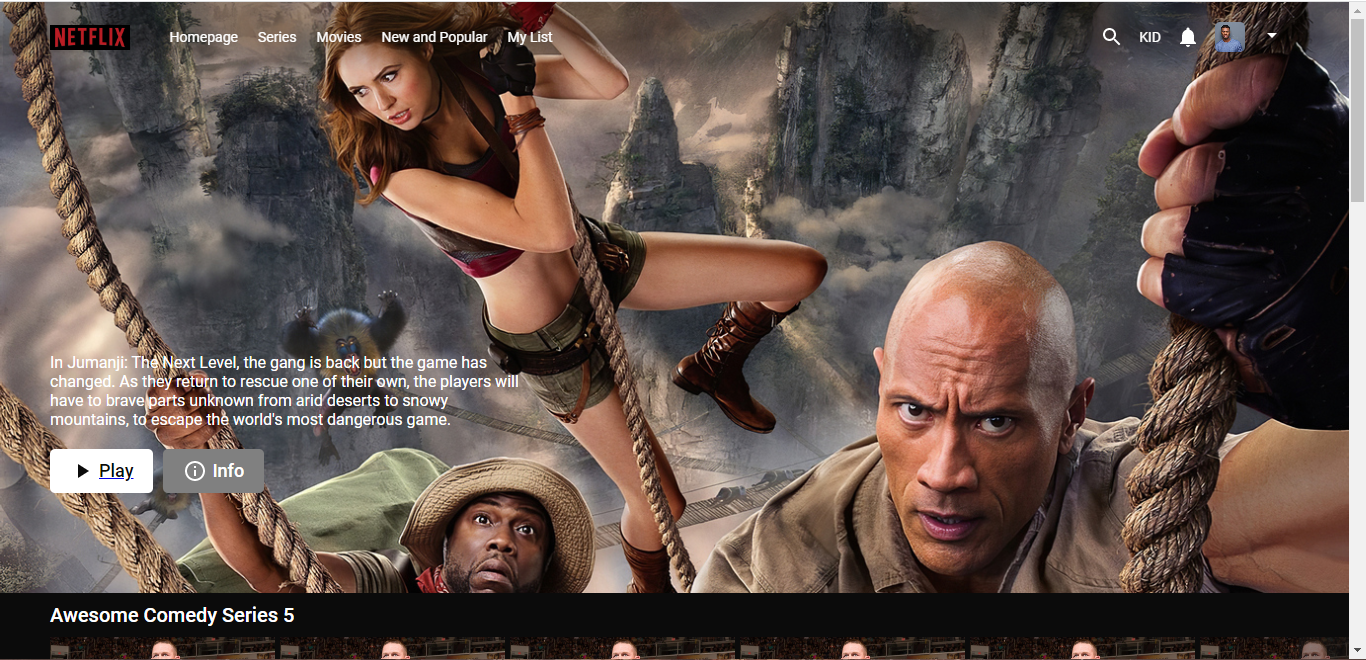 NETFLIX Homepage Series Movies New and Popular My List KID
In Jumanji: The Next Level, the gang is back but the game has
changed. As they return to rescue one of their own, the players will
have to brave parts unknown from arid deserts to snowy
mountains, to escape the world's most dangerous game.
Play Info
Awesome Comedy Series 5